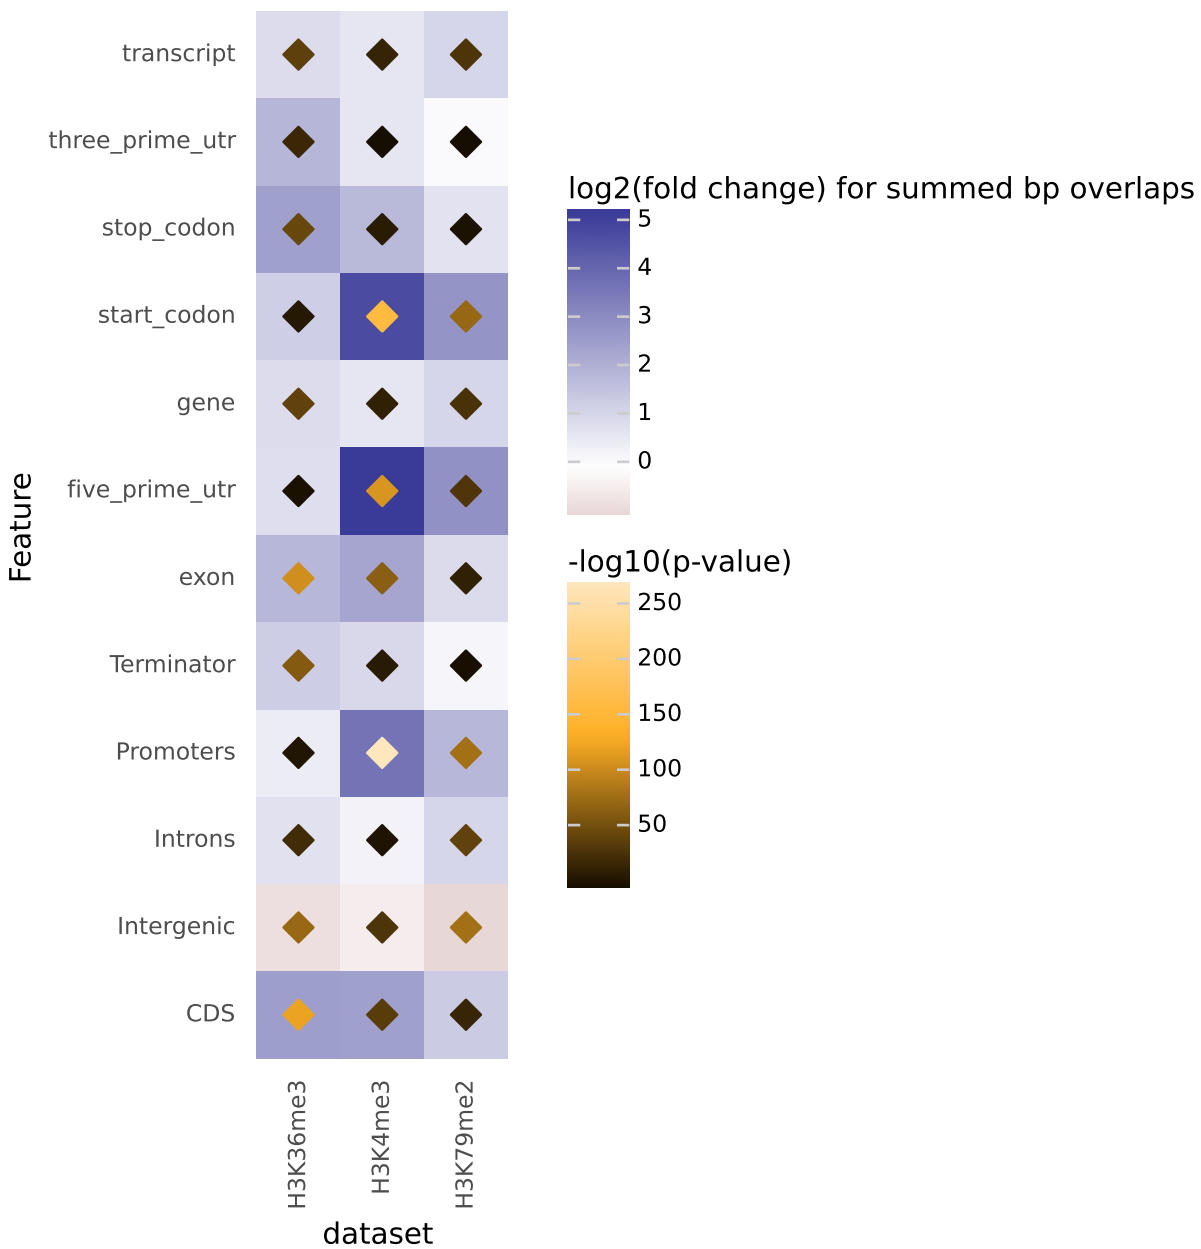 transcript
three_prime_utr
stop_codon
start_codon
gene
five_prime_utr
exon
Terminator
Promoters
Introns
Intergenic
CDS
Feature
H3K36me3
H3K4me3
H3K79me2
dataset
log2(fold change) for summed bp overlaps
5
4
3
2
1
0
-log10(p-value)
250
200
150
100
50